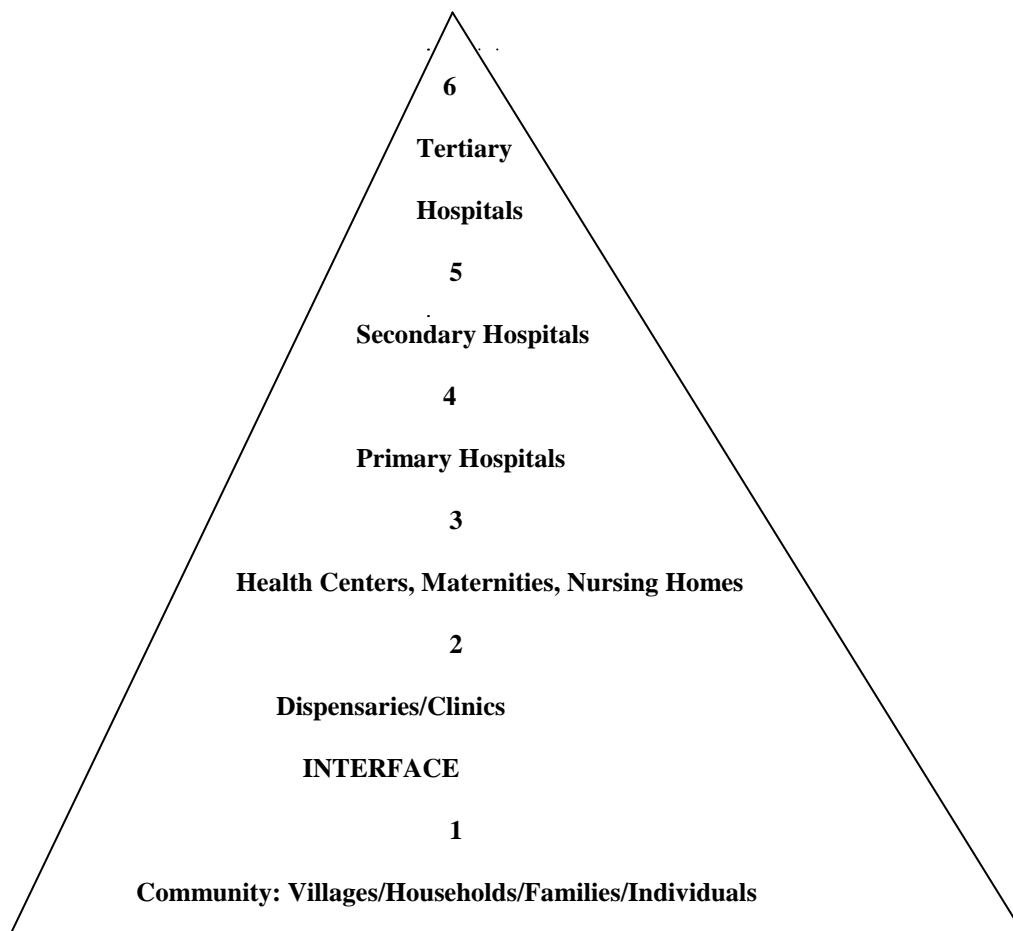 6
Tertiary
Hospitals
5
Secondary Hospitals
4
Primary Hospitals
3
Health Centers, Maternities, Nursing Homes
2
Dispensaries/Clinics
INTERFACE
1
Community: Villages/Households/Families/Individuals